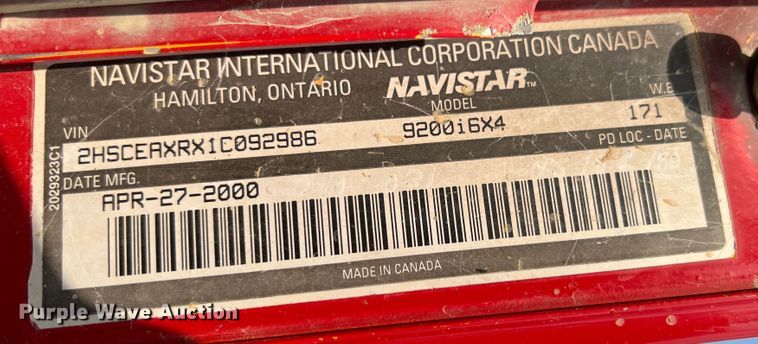 NAVISTAR INTERNATIONAL CORPORATION CANADA
HAMILTON, ONTARIO NAVISTAR™
VIN MODEL W.B.
2HSCEAXRX1C092986 9200i6X4 171
DATE MFG. PD LOC - DATE
APR-27-2000
2029323C1
MADE IN CANADA
Purple Wave Auction